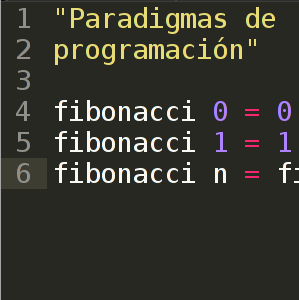 1 "Paradigmas de
2 programación"
3
4 fibonacci 0 = 0
5 fibonacci 1 = 1
6 fibonacci n = fi